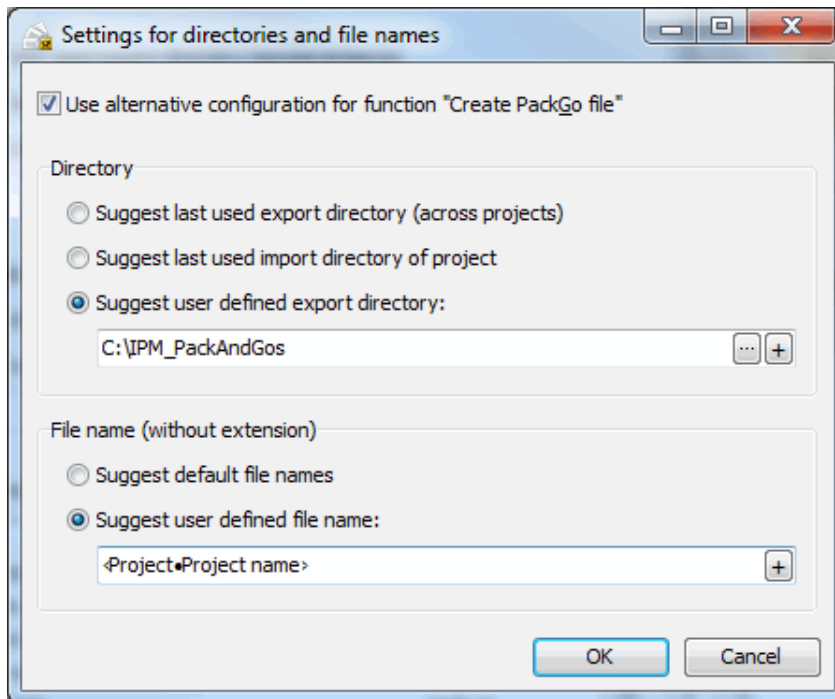 Settings for directories and file names
Use alternative configuration for function "Create PackGo file"
Directory
Suggest last used export directory (across projects)
Suggest last used import directory of project
Suggest user defined export directory:
C:\IPM_PackAndGos
... +
File name (without extension)
Suggest default file names
Suggest user defined file name:
‹Project•Project name› +
OK Cancel